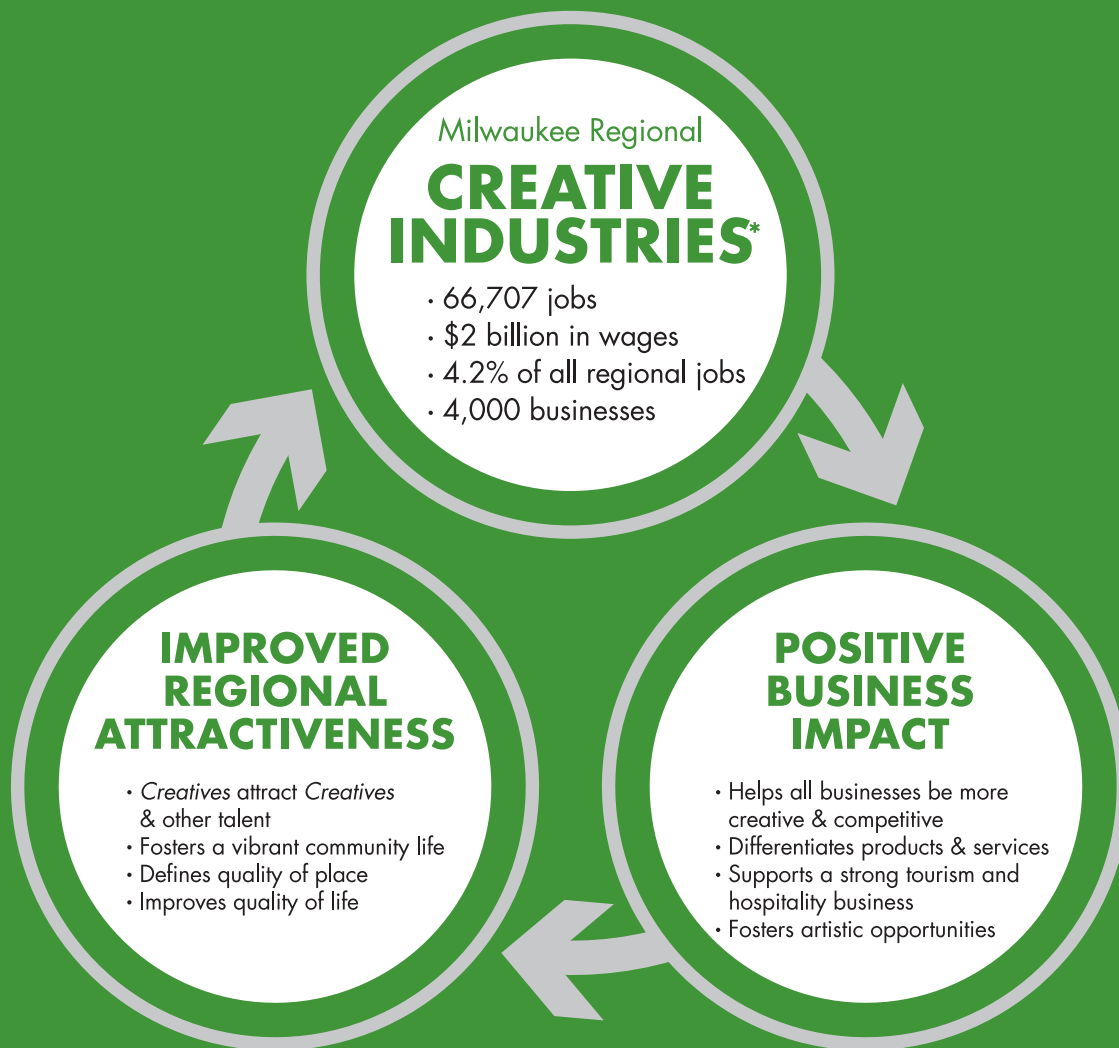 Milwaukee Regional
CREATIVE
INDUSTRIES*
· 66,707 jobs
· $2 billion in wages
· 4.2% of all regional jobs
· 4,000 businesses
IMPROVED
REGIONAL
ATTRACTIVENESS
· Creatives attract Creatives
& other talent
· Fosters a vibrant community life
· Defines quality of place
· Improves quality of life
POSITIVE
BUSINESS
IMPACT
· Helps all businesses be more
creative & competitive
· Differentiates products & services
· Supports a strong tourism and
hospitality business
· Fosters artistic opportunities